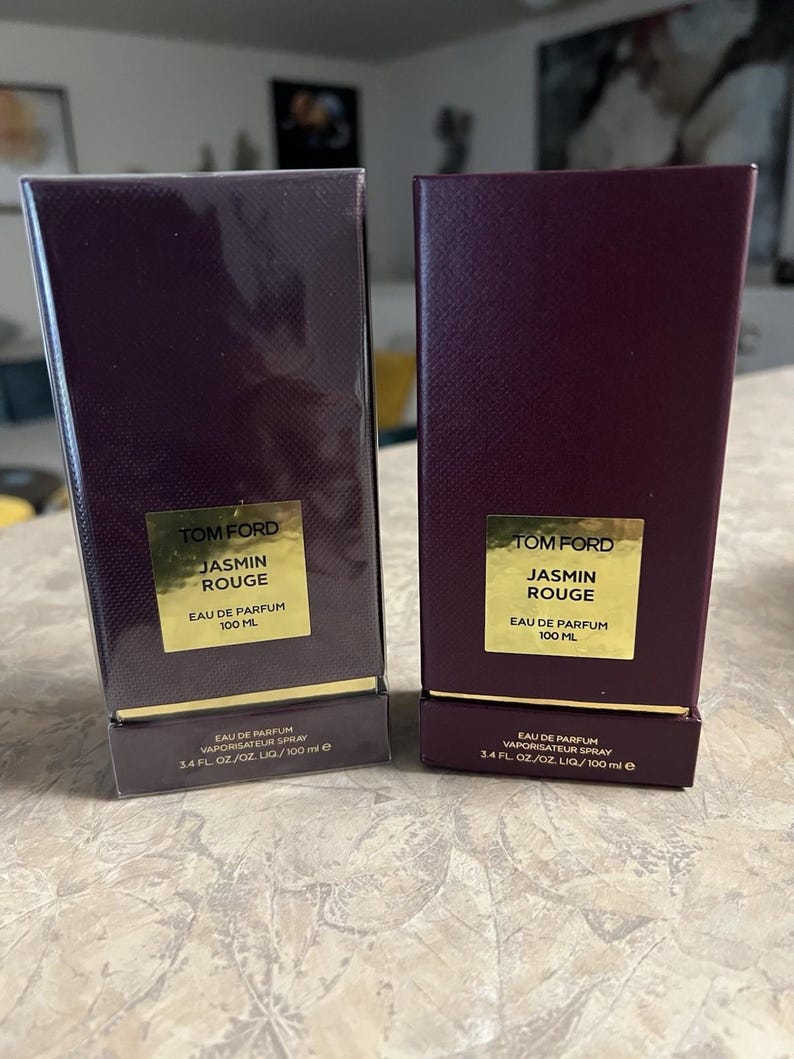 TOM FORD
JASMIN
ROUGE
EAU DE PARFUM
100 ML
EAU DE PARFUM
VAPORISATEUR SPRAY
3.4 FL. OZ./OZ. LIQ./ 100 ml e
TOM FORD
JASMIN
ROUGE
EAU DE PARFUM
100 ML
EAU DE PARFUM
VAPORISATEUR SPRAY
3.4 FL. OZ./OZ. LIQ./ 100 ml e